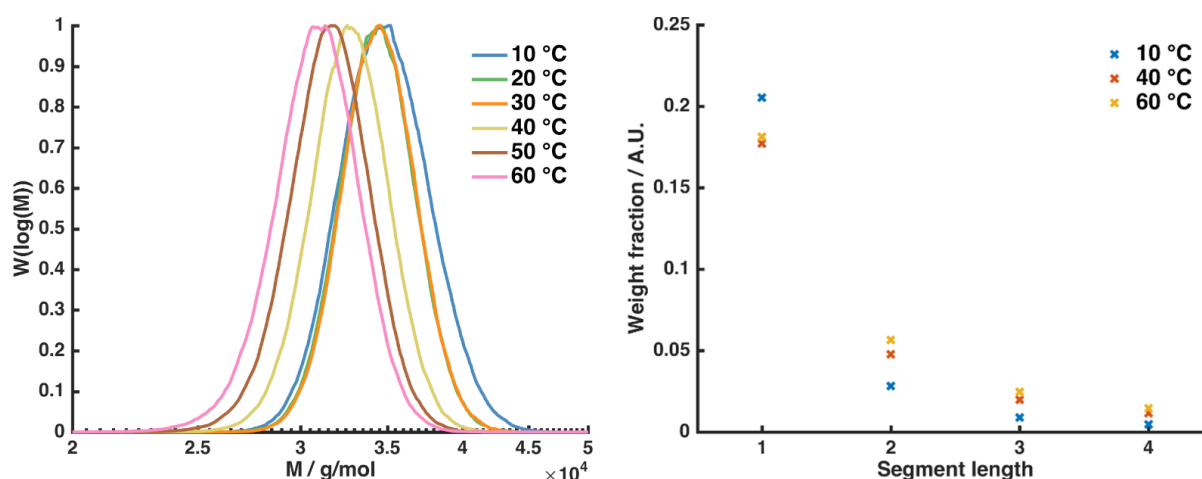 1
0.9
0.8
0.7
0.6
0.5
0.4
0.3
0.2
0.1
0
W(log(M))
10 °C
20 °C
30 °C
40 °C
50 °C
60 °C
2
2.5
3
3.5
4
4.5
5
M / g/mol
×10⁴
0.25
0.2
0.15
0.1
0.05
0
Weight fraction / A.U.
10 °C
40 °C
60 °C
1
2
3
4
Segment length